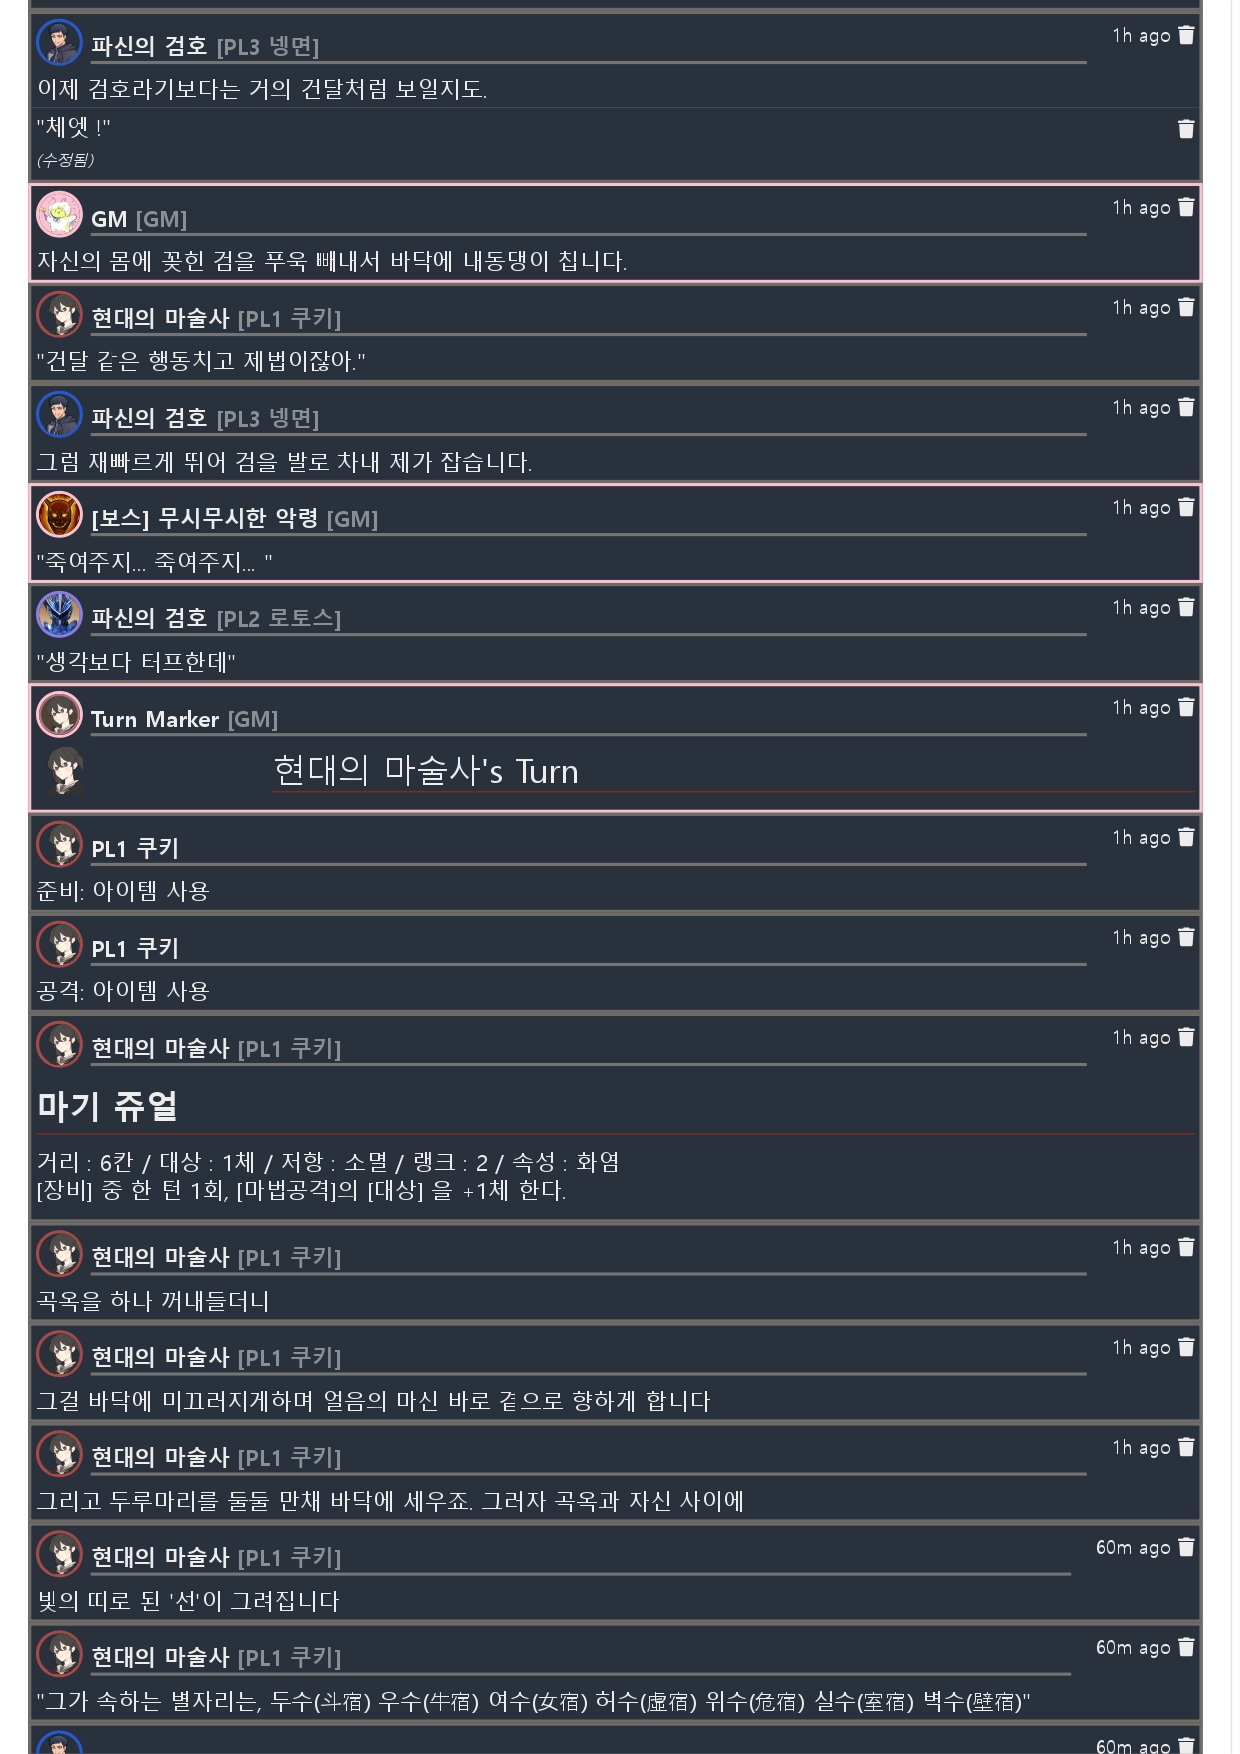 파신의 검호 [PL3 넹면]
1h ago
이제 검호라기보다는 거의 건달처럼 보일지도.
"체엣 !"
(수정됨)
GM [GM]
1h ago
자신의 몸에 꽂힌 검을 푸욱 빼내서 바닥에 내동댕이 칩니다.
현대의 마술사 [PL1 쿠키]
1h ago
"건달 같은 행동치고 제법이잖아."
파신의 검호 [PL3 넹면]
1h ago
그럼 재빠르게 뛰어 검을 발로 차내 제가 잡습니다.
[보스] 무시무시한 악령 [GM]
1h ago
"죽여주지... 죽여주지... "
파신의 검호 [PL2 로토스]
1h ago
"생각보다 터프한데"
Turn Marker [GM]
1h ago
현대의 마술사's Turn
PL1 쿠키
1h ago
준비: 아이템 사용
PL1 쿠키
1h ago
공격: 아이템 사용
현대의 마술사 [PL1 쿠키]
1h ago
마기 쥬얼
거리 : 6칸 / 대상 : 1체 / 저항 : 소멸 / 랭크 : 2 / 속성 : 화염
[장비] 중 한 턴 1회, [마법공격]의 [대상] 을 +1체 한다.
현대의 마술사 [PL1 쿠키]
1h ago
곡옥을 하나 꺼내들더니
현대의 마술사 [PL1 쿠키]
1h ago
그걸 바닥에 미끄러지게하며 얼음의 마신 바로 곁으로 향하게 합니다
현대의 마술사 [PL1 쿠키]
1h ago
그리고 두루마리를 둘둘 만채 바닥에 세우죠. 그러자 곡옥과 자신 사이에
현대의 마술사 [PL1 쿠키]
60m ago
빛의 띠로 된 '선'이 그려집니다
현대의 마술사 [PL1 쿠키]
60m ago
"그가 속하는 별자리는, 두수(斗宿) 우수(牛宿) 여수(女宿) 허수(虛宿) 위수(危宿) 실수(室宿) 벽수(壁宿)"
60m ago